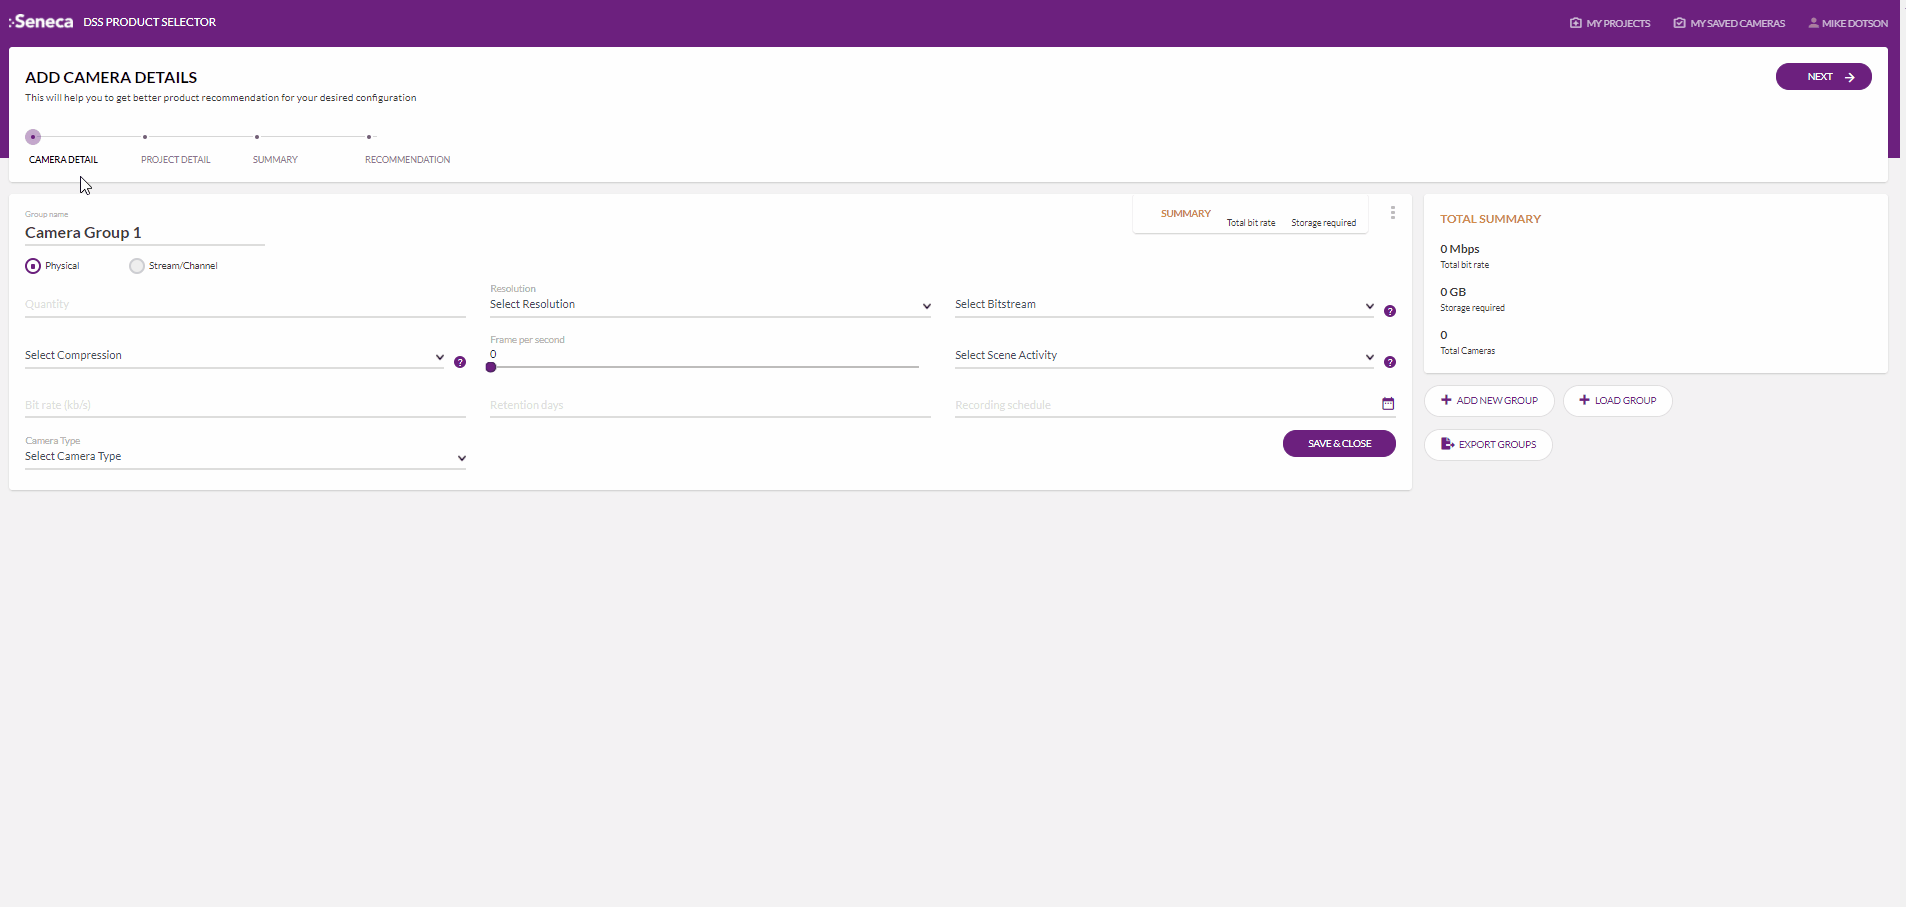 :Seneca DSS PRODUCT SELECTOR MY PROJECTS MY SAVED CAMERAS MIKE DOTSON
ADD CAMERA DETAILS
NEXT
This will help you to get better product recommendation for your desired configuration
CAMERA DETAIL PROJECT DETAIL SUMMARY RECOMMENDATION
Group name
Camera Group 1
SUMMARY Total bit rate Storage required
Physical Stream/Channel
Quantity
Resolution
Select Resolution
Select Bitstream
?
Select Compression
?
Frame per second
0
Select Scene Activity
?
Bit rate (kb/s)
Retention days
Recording schedule
Camera Type
Select Camera Type
SAVE & CLOSE
TOTAL SUMMARY
0 Mbps
Total bit rate
0 GB
Storage required
0
Total Cameras
+ ADD NEW GROUP + LOAD GROUP
EXPORT GROUPS